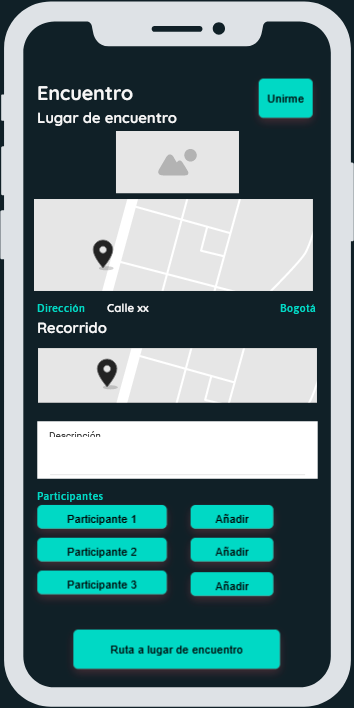 Encuentro
Unirme
Lugar de encuentro
Dirección Calle xx Bogotá
Recorrido
Descripción
Participantes
Participante 1 Añadir
Participante 2 Añadir
Participante 3 Añadir
Ruta a lugar de encuentro